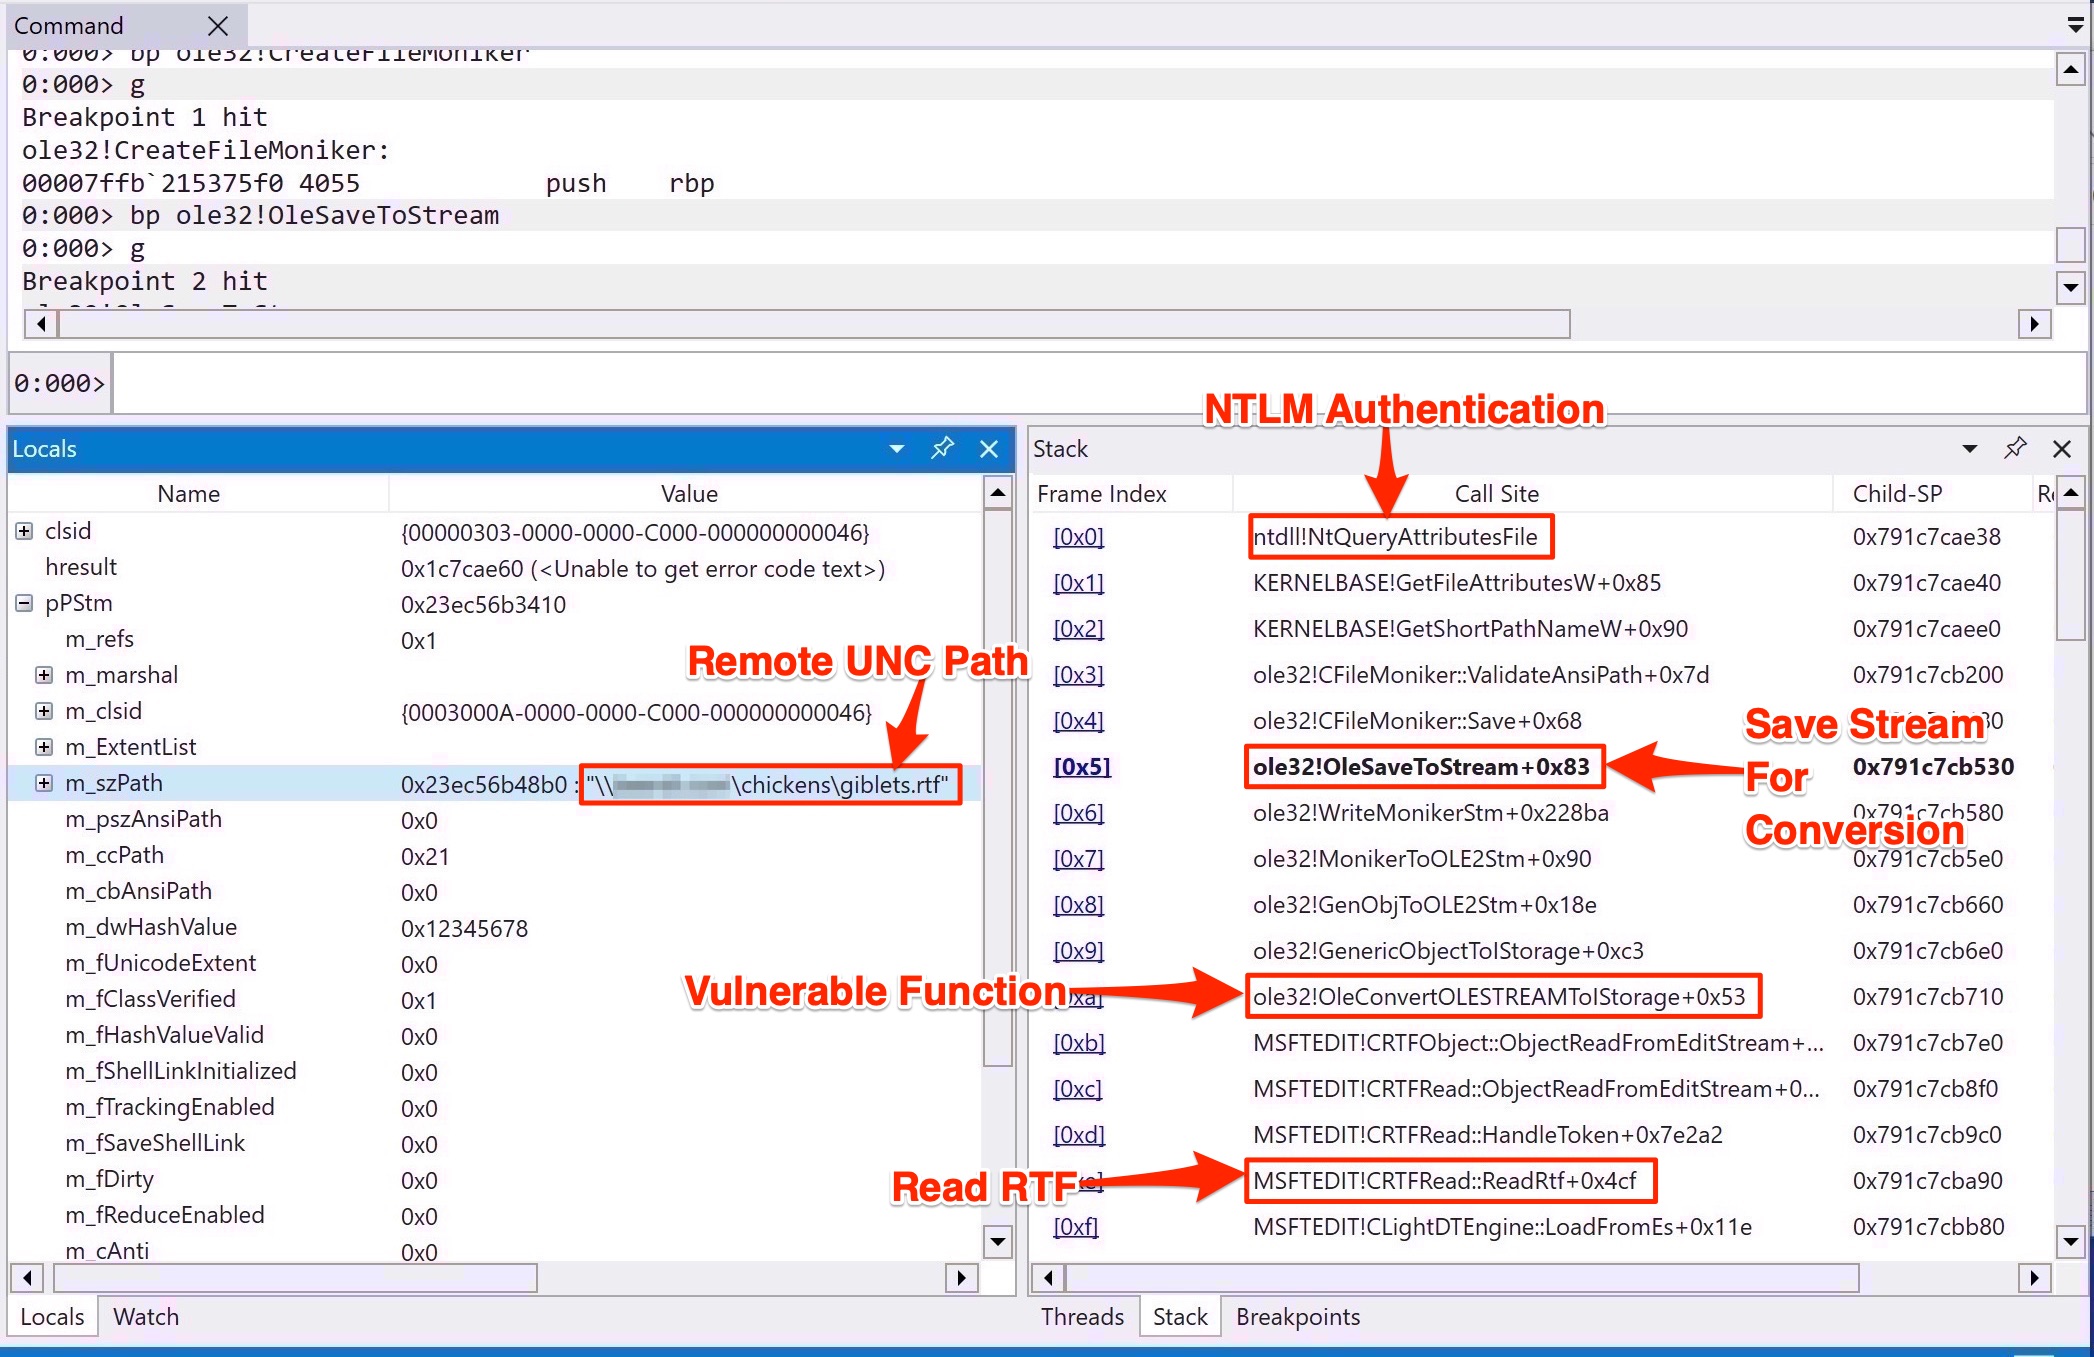 Command
0:000> bp ole32!CreateFileMoniker
0:000> g
Breakpoint 1 hit
ole32!CreateFileMoniker:
00007ffb`215375f0 4055 push rbp
0:000> bp ole32!OleSaveToStream
0:000> g
Breakpoint 2 hit
0:000>
NTLM Authentication
Locals
Name Value
clsid {00000303-0000-0000-C000-000000000046}
hresult 0x1c7cae60 (<Unable to get error code text>)
pPStm 0x23ec56b3410
m_refs 0x1
Remote UNC Path
m_marshal
m_clsid {0003000A-0000-0000-C000-000000000046}
m_ExtentList
m_szPath 0x23ec56b48b0 : "\\ \chickens\giblets.rtf"
m_pszAnsiPath 0x0
m_ccPath 0x21
m_cbAnsiPath 0x0
m_dwHashValue 0x12345678
m_fUnicodeExtent 0x0
m_fClassVerified 0x1
m_fHashValueValid 0x0
m_fShellLinkInitialized 0x0
m_fTrackingEnabled 0x0
m_fSaveShellLink 0x0
m_fDirty 0x0
m_fReduceEnabled 0x0
m_cAnti 0x0
Locals Watch
Stack
Frame Index Call Site Child-SP
[0x0] ntdll!NtQueryAttributesFile 0x791c7cae38
[0x1] KERNELBASE!GetFileAttributesW+0x85 0x791c7cae40
[0x2] KERNELBASE!GetShortPathNameW+0x90 0x791c7caee0
[0x3] ole32!CFileMoniker::ValidateAnsiPath+0x7d 0x791c7cb200
[0x4] ole32!CFileMoniker::Save+0x68
Save Stream
For
Conversion
[0x5] ole32!OleSaveToStream+0x83 0x791c7cb530
[0x6] ole32!WriteMonikerStm+0x228ba 0x791c7cb580
[0x7] ole32!MonikerToOLE2Stm+0x90 0x791c7cb5e0
[0x8] ole32!GenObjToOLE2Stm+0x18e 0x791c7cb660
[0x9] ole32!GenericObjectToIStorage+0xc3 0x791c7cb6e0
Vulnerable Function
ole32!OleConvertOLESTREAMToIStorage+0x53 0x791c7cb710
[0xb] MSFTEDIT!CRTFObject::ObjectReadFromEditStream+... 0x791c7cb7e0
[0xc] MSFTEDIT!CRTFRead::ObjectReadFromEditStream+0... 0x791c7cb8f0
[0xd] MSFTEDIT!CRTFRead::HandleToken+0x7e2a2 0x791c7cb9c0
Read RTF
MSFTEDIT!CRTFRead::ReadRtf+0x4cf 0x791c7cba90
[0xf] MSFTEDIT!CLightDTEngine::LoadFromEs+0x11e 0x791c7cbb80
Threads Stack Breakpoints